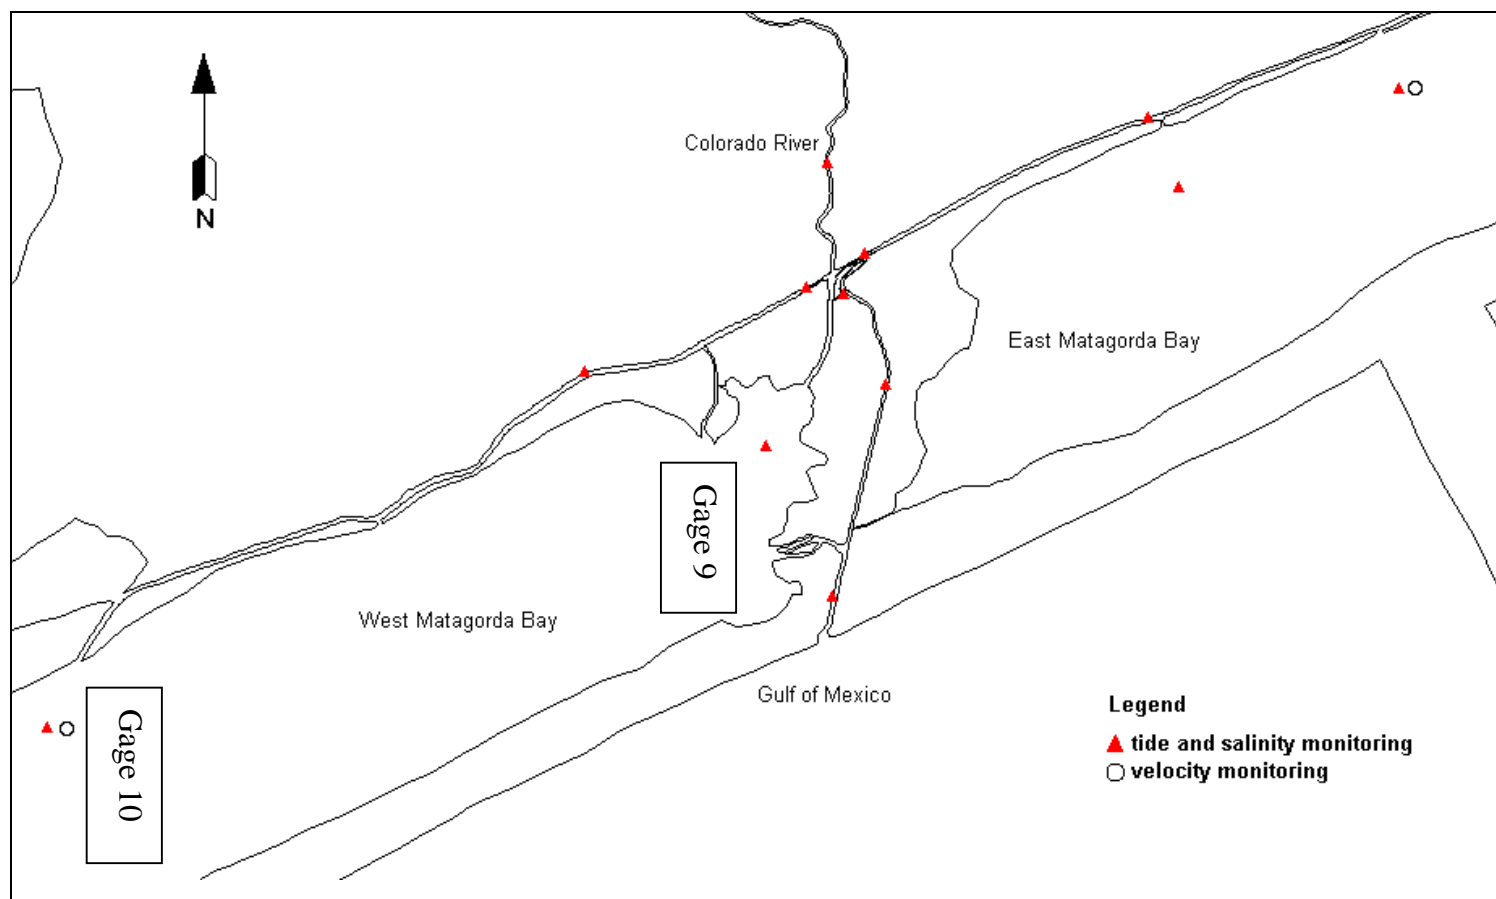 Colorado River
N
East Matagorda Bay
Gage 9
West Matagorda Bay
Gulf of Mexico
Gage 10
Legend
tide and salinity monitoring
velocity monitoring